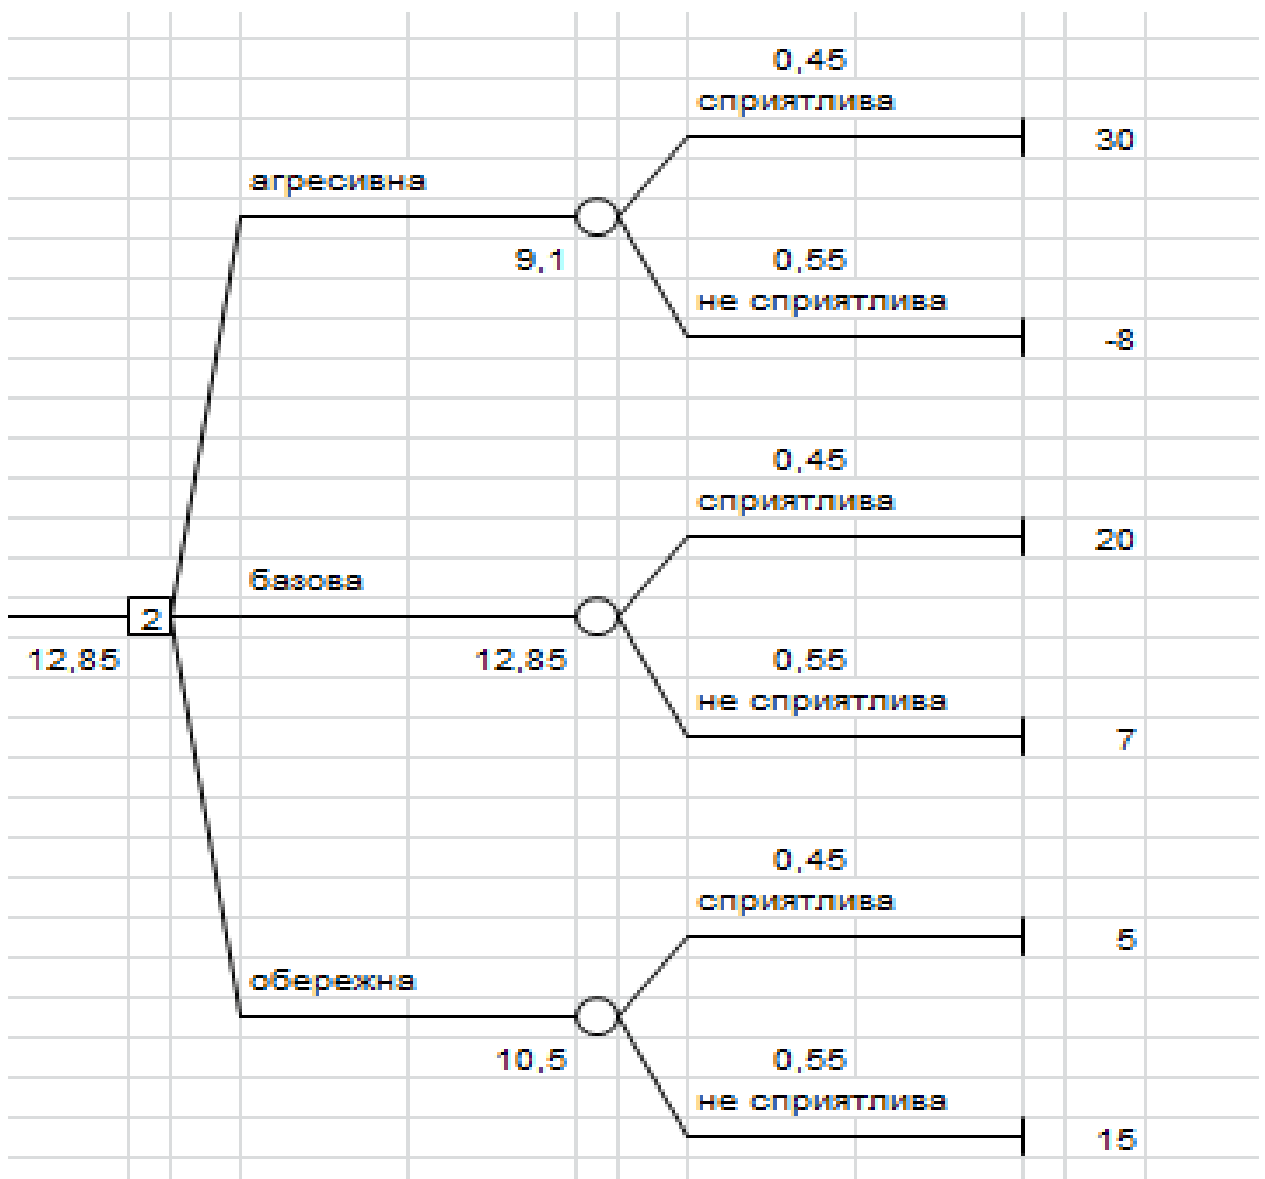 0,45
сприятлива
30
агресивна
9,1
0,55
не сприятлива
-8
0,45
сприятлива
20
базова
2
12,85
12,85
0,55
не сприятлива
7
0,45
сприятлива
5
обережна
10,5
0,55
не сприятлива
15